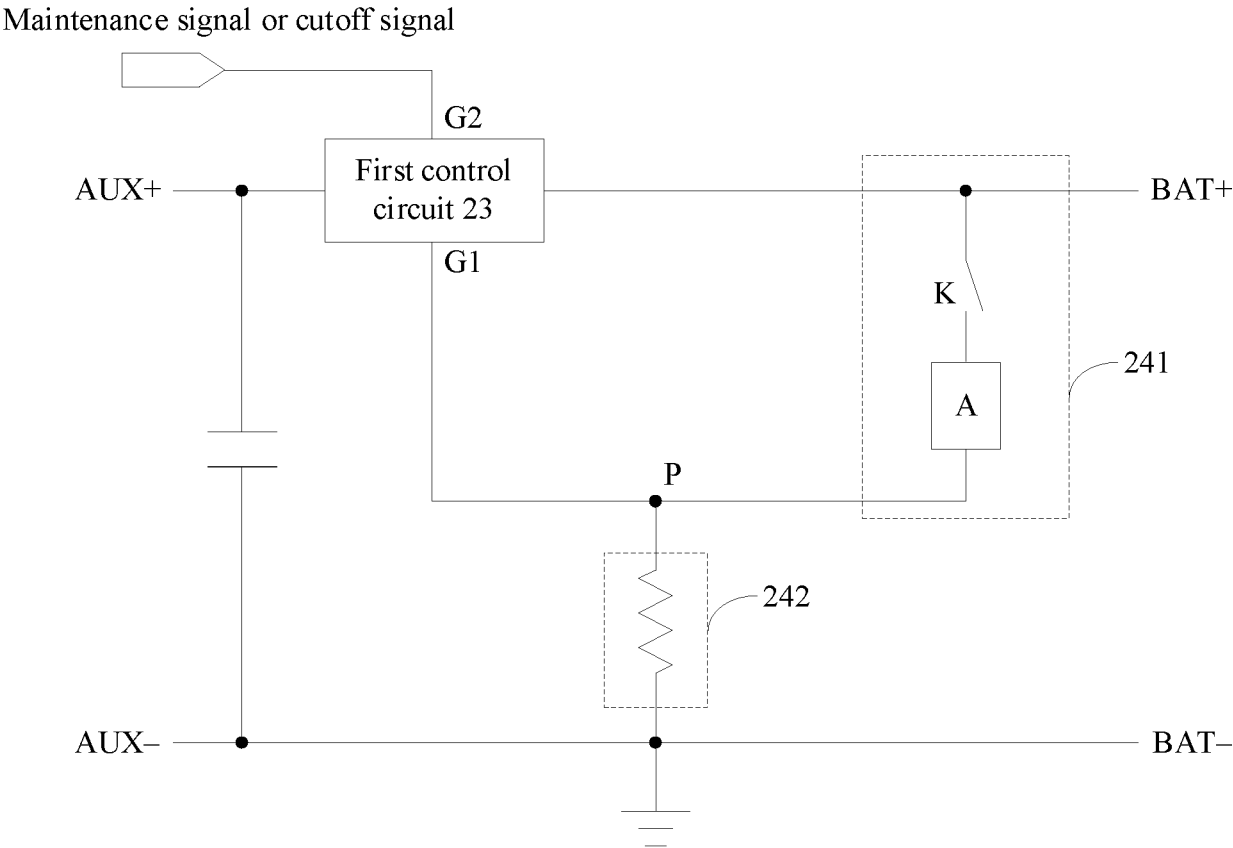 Maintenance signal or cutoff signal
G2
AUX+
First control
circuit 23
BAT+
G1
K
241
A
P
242
AUX–
BAT–